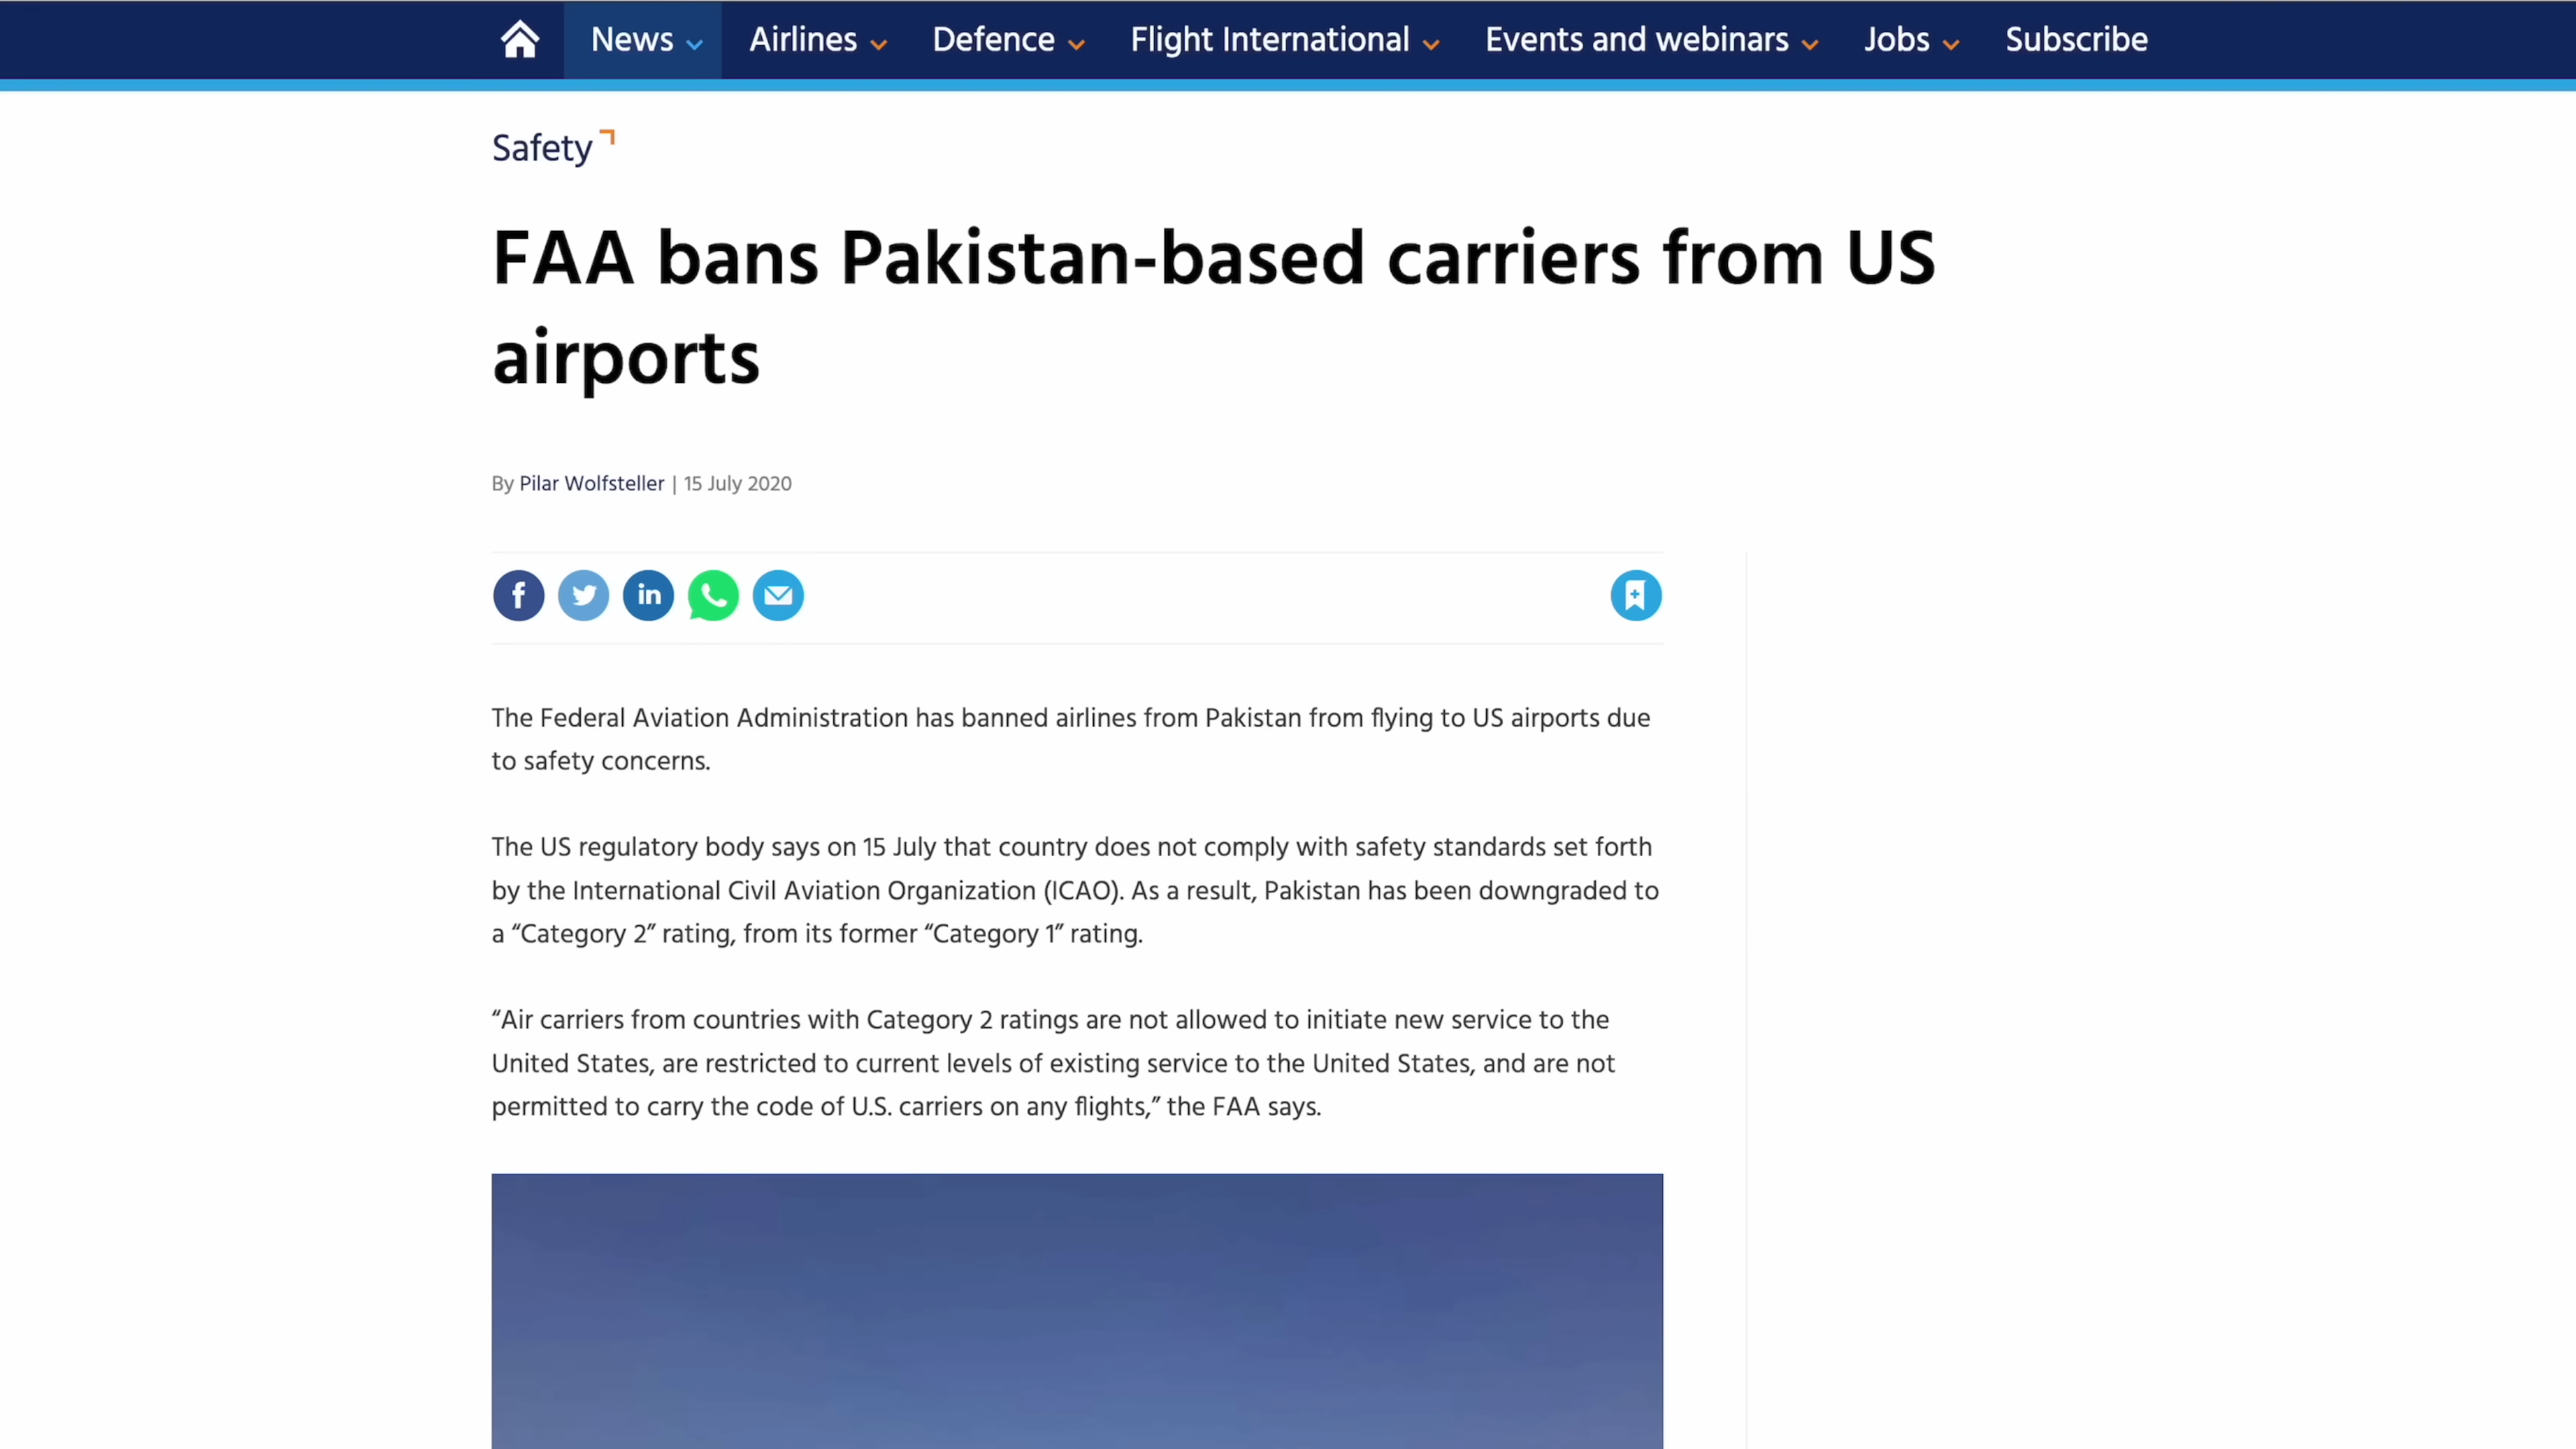 News Airlines Defence Flight International Events and webinars Jobs Subscribe
Safety
FAA bans Pakistan-based carriers from US
airports
By Pilar Wolfsteller | 15 July 2020
The Federal Aviation Administration has banned airlines from Pakistan from flying to US airports due
to safety concerns.
The US regulatory body says on 15 July that country does not comply with safety standards set forth
by the International Civil Aviation Organization (ICAO). As a result, Pakistan has been downgraded to
a “Category 2” rating, from its former “Category 1” rating.
“Air carriers from countries with Category 2 ratings are not allowed to initiate new service to the
United States, are restricted to current levels of existing service to the United States, and are not
permitted to carry the code of U.S. carriers on any flights,” the FAA says.